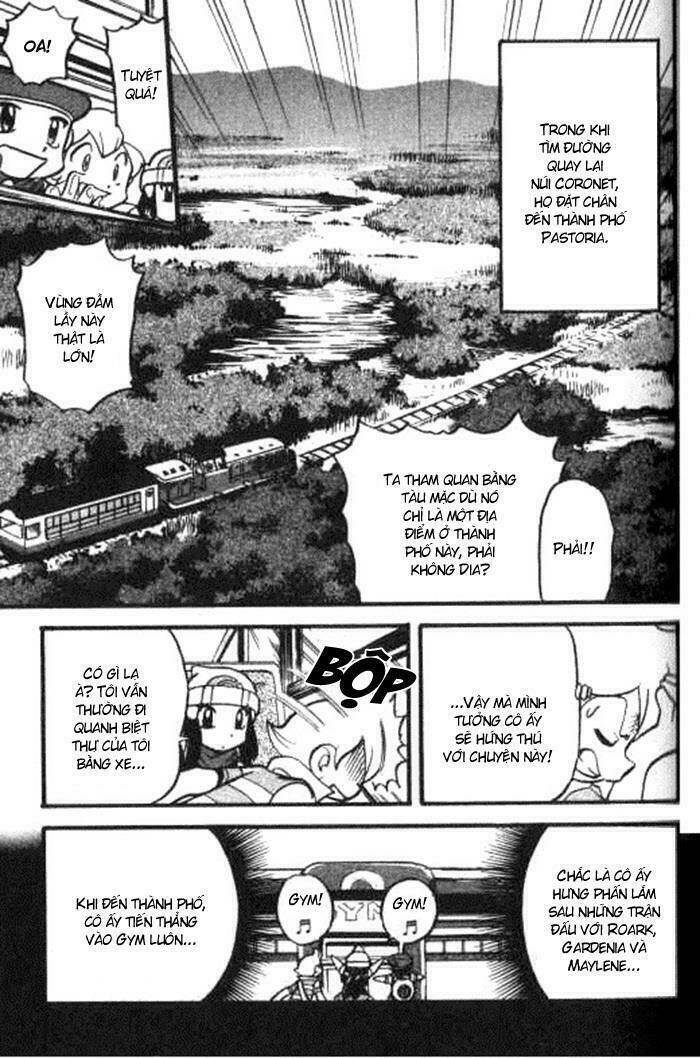 OA!
TUYỆT
QUÁ!
TRONG KHI
TÌM ĐƯỜNG
QUAY LẠI
NÚI CORONET,
HỌ ĐẶT CHÂN
ĐẾN THÀNH PHỐ
PASTORIA.
VÙNG ĐẦM
LẦY NÀY
THẬT LÀ
LỚN!
TA THAM QUAN BẰNG
TÀU MẶC DÙ NÓ
CHỈ LÀ MỘT ĐỊA
ĐIỂM Ở THÀNH
PHỐ NÀY, PHẢI
KHÔNG DIA?
PHẢI!!
...VẬY MÀ MÌNH
TƯỞNG CÔ ẤY
SẼ HỨNG THÚ
VỚI CHUYỆN NÀY!
BỘP
CÓ GÌ LẠ
À? TÔI VẪN
THƯỜNG ĐI
QUANH BIỆT
THỰ CỦA TÔI
BẰNG XE...
CHẮC LÀ CÔ ẤY
HƯNG PHẤN LẮM
SAU NHỮNG TRẬN
ĐẤU VỚI ROARK,
GARDENIA VÀ
MAYLENE...
GYM!
GYM!
KHI ĐẾN THÀNH PHỐ,
CÔ ẤY TIẾN THẲNG
VÀO GYM LUÔN...